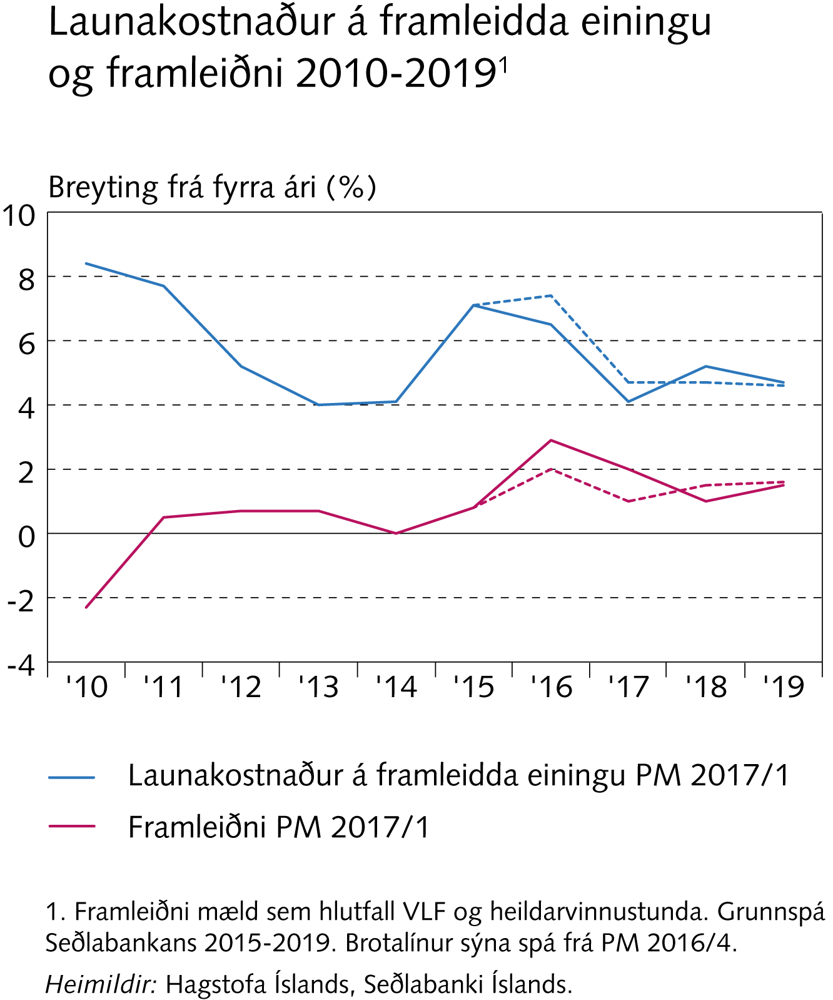 Launakostnaður á framleidda einingu
og framleiðni 2010-2019¹
Breyting frá fyrra ári (%)
10
8
6
4
2
0
-2
-4
'10 '11 '12 '13 '14 '15 '16 '17 '18 '19
Launakostnaður á framleidda einingu PM 2017/1
Framleiðni PM 2017/1
1. Framleiðni mæld sem hlutfall VLF og heildarvinnustunda. Grunnspá
Seðlabankans 2015-2019. Brotalínur sýna spá frá PM 2016/4.
Heimildir: Hagstofa Íslands, Seðlabanki Íslands.